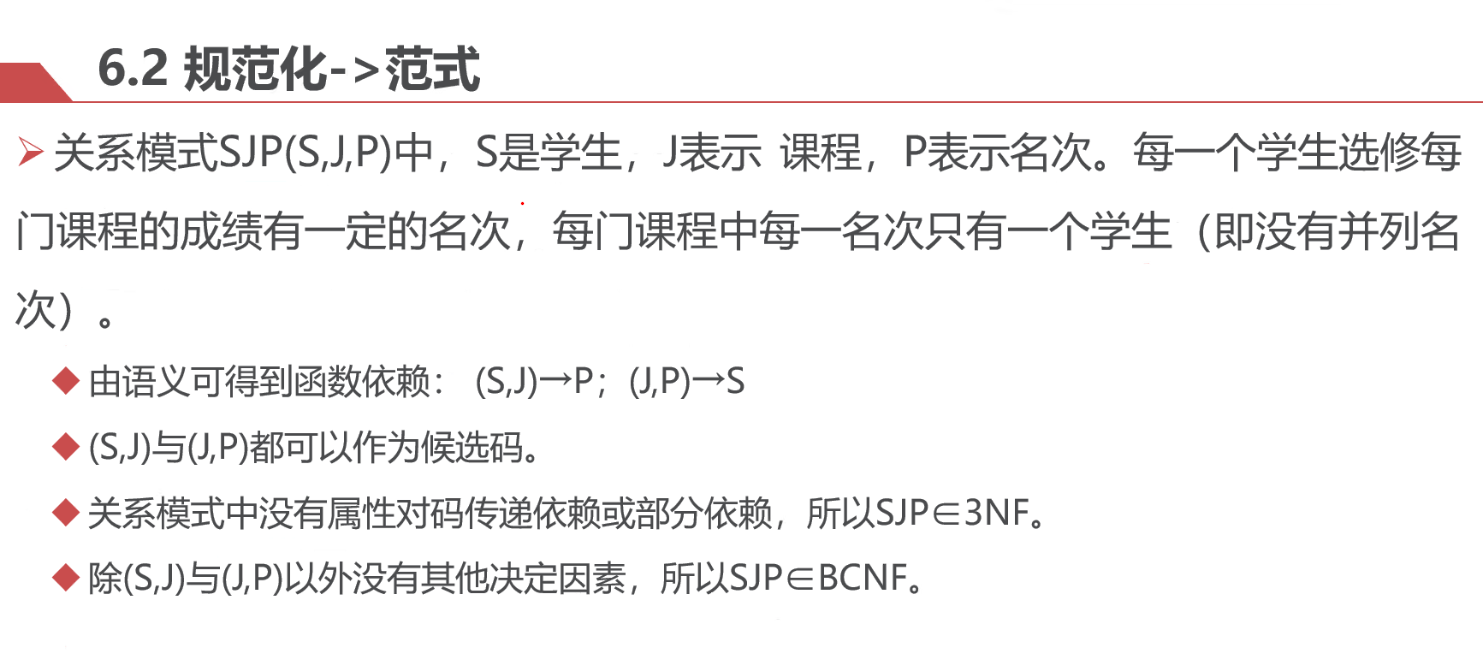 6.2 规范化->范式
关系模式SJP(S,J,P)中，S是学生，J表示 课程，P表示名次。每一个学生选修每
门课程的成绩有一定的名次，每门课程中每一名次只有一个学生（即没有并列名
次）。
由语义可得到函数依赖： (S,J)→P；(J,P)→S
(S,J)与(J,P)都可以作为候选码。
关系模式中没有属性对码传递依赖或部分依赖，所以SJP∈3NF。
除(S,J)与(J,P)以外没有其他决定因素，所以SJP∈BCNF。